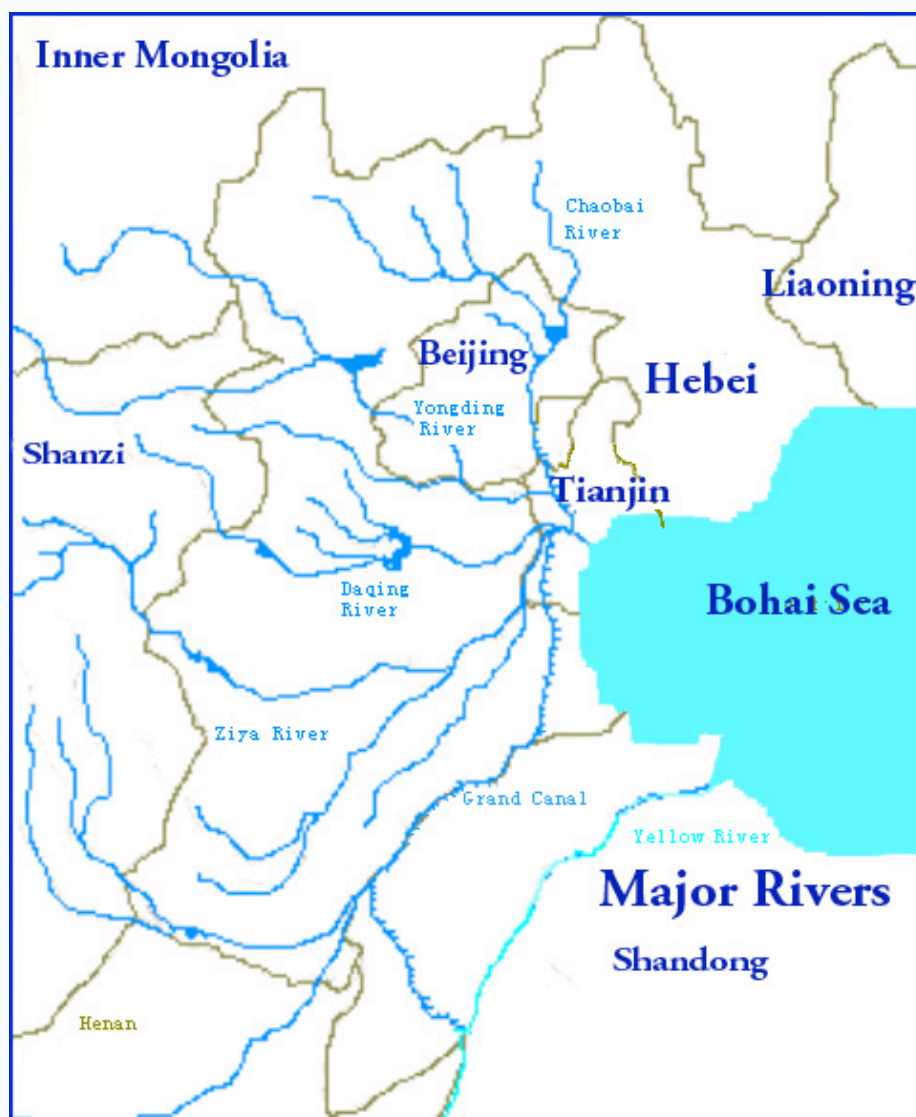 Inner Mongolia
Chaobai
River
Liaoning
Beijing
Hebei
Yongding
River
Shanzi
Tianjin
Daqing
River
Bohai Sea
Ziya River
Grand Canal
Yellow River
Major Rivers
Shandong
Henan